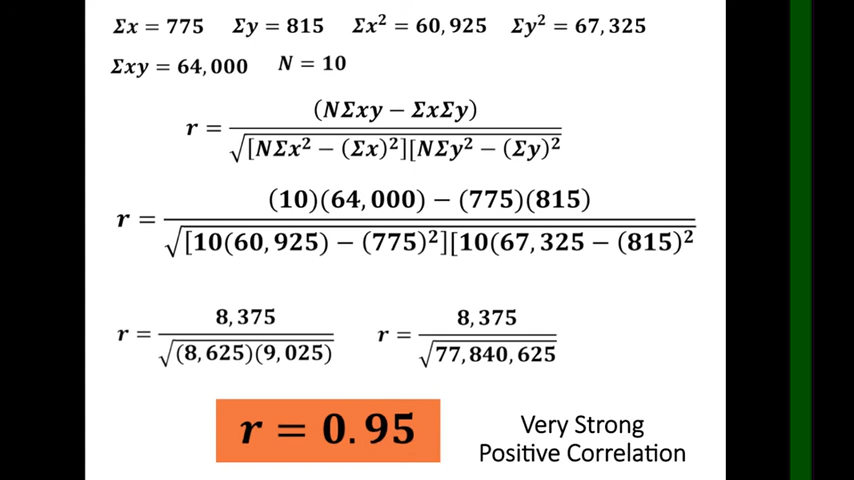 Σx = 775 Σy = 815 Σx² = 60,925 Σy² = 67,325
Σxy = 64,000 N = 10
r = (NΣxy − ΣxΣy) / √[NΣx² − (Σx)²][NΣy² − (Σy)²
r = (10)(64,000) − (775)(815) / √[10(60,925) − (775)²][10(67,325 − (815)²
r = 8,375 / √(8,625)(9,025) r = 8,375 / √77,840,625
r = 0.95
Very Strong
Positive Correlation